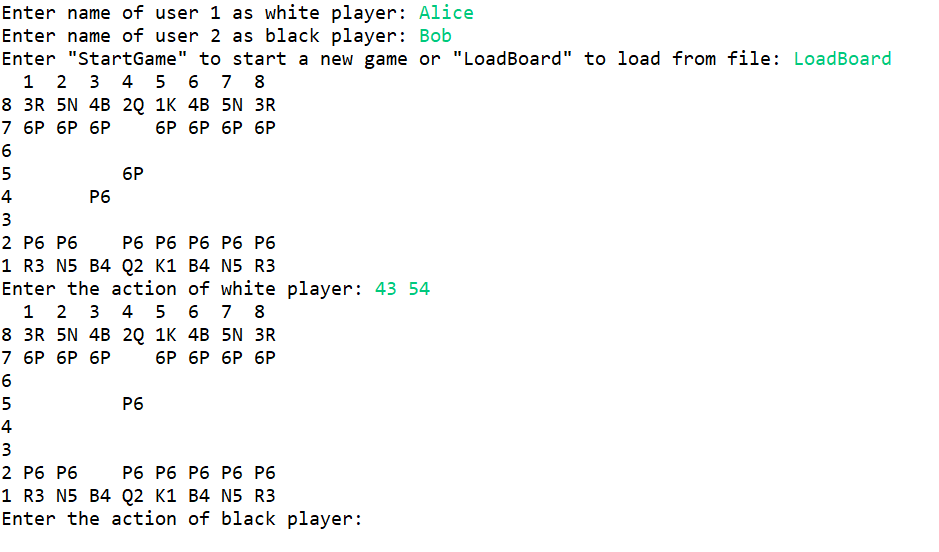 Enter name of user 1 as white player: Alice
Enter name of user 2 as black player: Bob
Enter "StartGame" to start a new game or "LoadBoard" to load from file: LoadBoard
  1  2  3  4  5  6  7  8
8 3R 5N 4B 2Q 1K 4B 5N 3R
7 6P 6P 6P    6P 6P 6P 6P
6
5          6P
4       P6
3
2 P6 P6    P6 P6 P6 P6 P6
1 R3 N5 B4 Q2 K1 B4 N5 R3
Enter the action of white player: 43 54
  1  2  3  4  5  6  7  8
8 3R 5N 4B 2Q 1K 4B 5N 3R
7 6P 6P 6P    6P 6P 6P 6P
6
5          P6
4
3
2 P6 P6    P6 P6 P6 P6 P6
1 R3 N5 B4 Q2 K1 B4 N5 R3
Enter the action of black player: